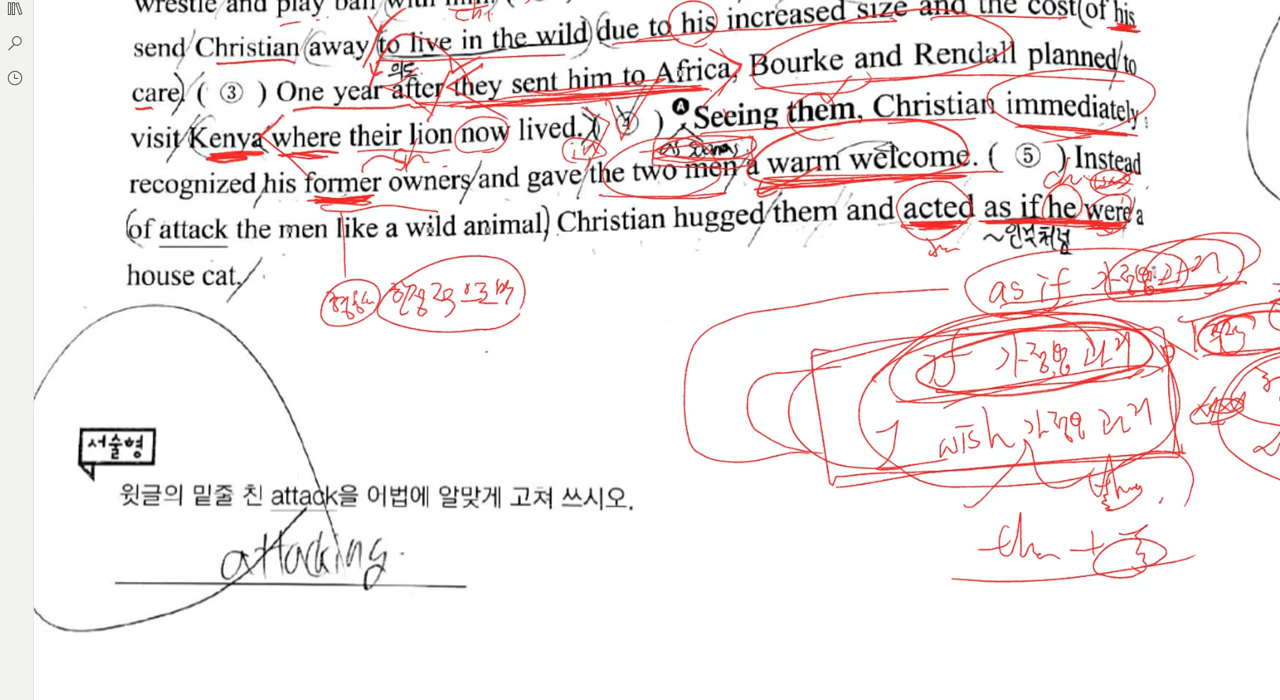 wrestle and play ball with
send Christian away to live in the wild due to his increased size and the cost of his
care. ( ③ ) One year after they sent him to Africa, Bourke and Rendall planned to
의도
visit Kenya where their lion now lived. ( ) Ⓐ Seeing them, Christian immediately
recognized his former owners and gave the two men a warm welcome. ( ⑤ ) Instead
of attack the men like a wild animal, Christian hugged them and acted as if he were a
~인것처럼
house cat.
as if 가정법 과거
if 가정법 과거
I wish 가정법 과거
서술형
윗글의 밑줄 친 attack을 어법에 알맞게 고쳐 쓰시오.
attacking.